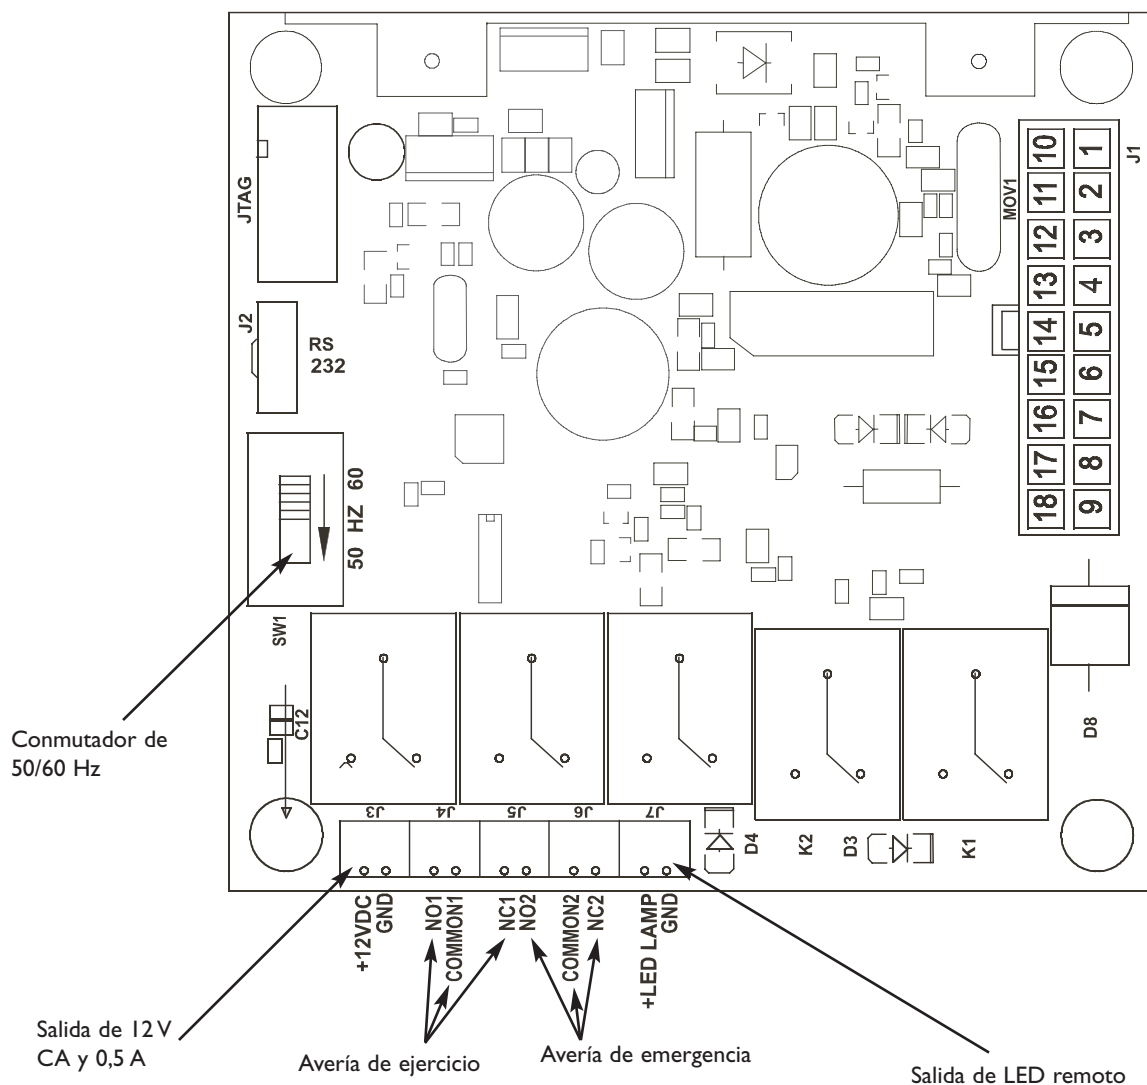 J1
10 1
11 2
12 3
13 4
14 5
15 6
16 7
17 8
18 9
MOV1
JTAG
J2
RS
232
50 HZ 60
SW1
C12
D8
Conmutador de
50/60 Hz
J3 J4 J5 J6 J7
D4 K2 D3 K1
+12VDC
GND
NO1
COMMON1
NC1
NO2
COMMON2
NC2
+LED LAMP
GND
Salida de 12 V
CA y 0,5 A
Avería de ejercicio
Avería de emergencia
Salida de LED remoto